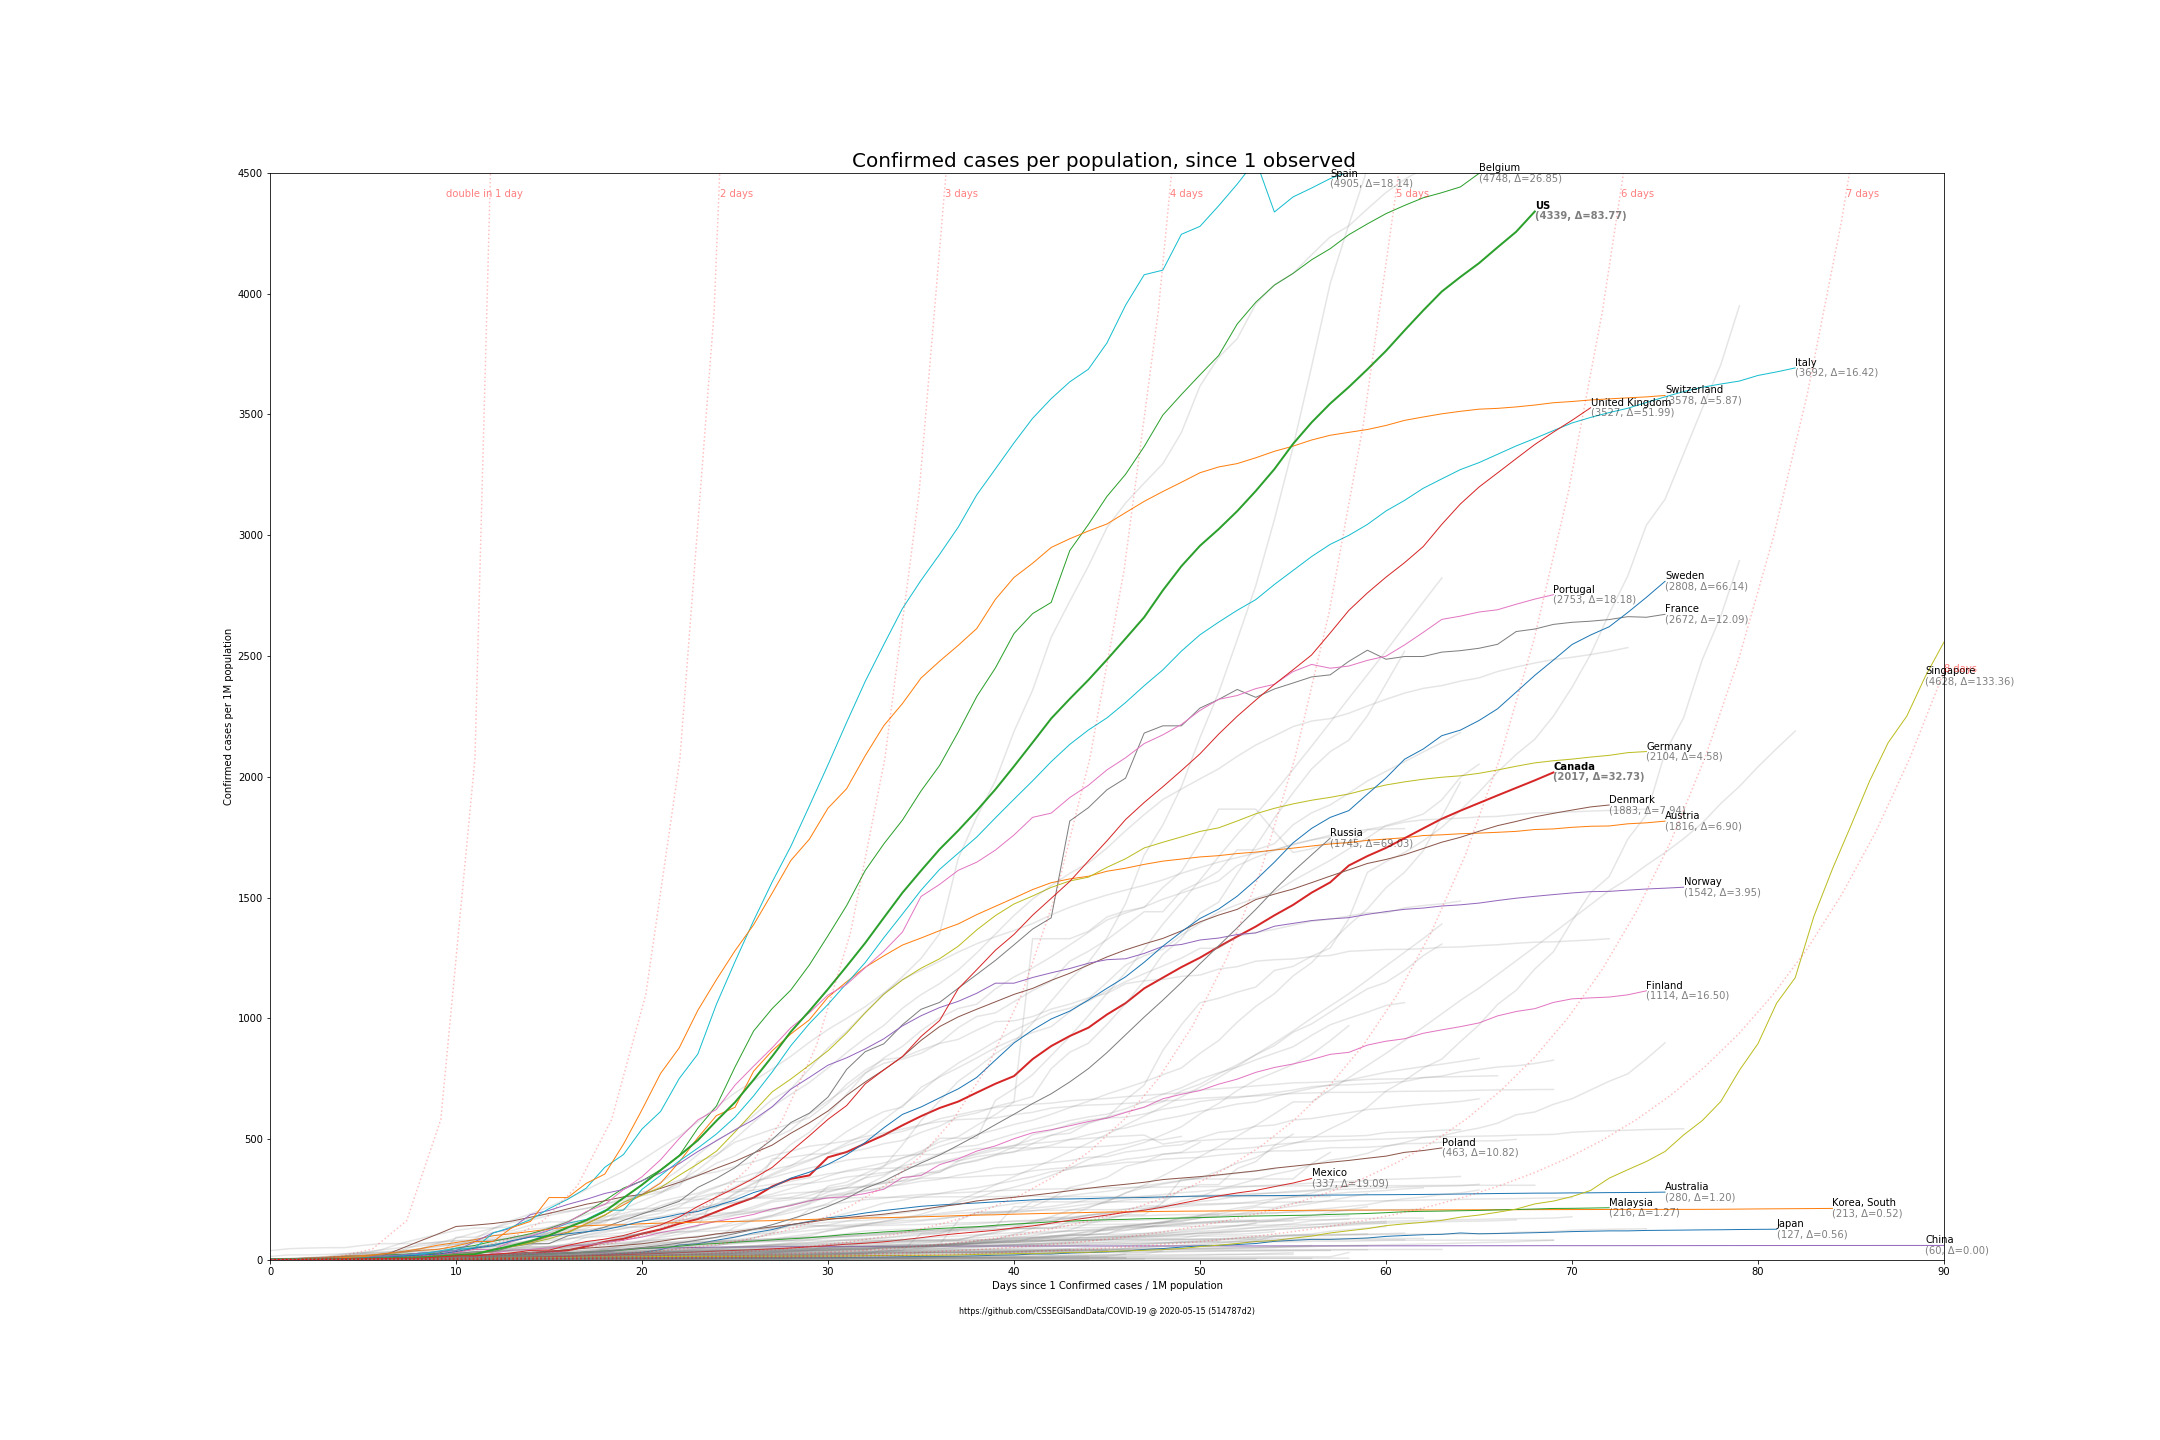 Confirmed cases per population, since 1 observed
4500
4000
3500
3000
2500
2000
1500
1000
500
0
Confirmed cases per 1M population
double in 1 day
2 days
3 days
4 days
5 days
6 days
7 days
Spain
(4905, Δ=18.14)
Belgium
(4748, Δ=26.85)
US
(4339, Δ=83.77)
Italy
(3692, Δ=16.42)
Switzerland
(3578, Δ=5.87)
United Kingdom
(3527, Δ=51.99)
Sweden
(2808, Δ=66.14)
Portugal
(2753, Δ=18.18)
France
(2672, Δ=12.09)
days
Singapore
(4628, Δ=133.36)
Germany
(2104, Δ=4.58)
Canada
(2017, Δ=32.73)
Denmark
(1883, Δ=7.94)
Austria
(1816, Δ=6.90)
Russia
(1745, Δ=69.03)
Norway
(1542, Δ=3.95)
Finland
(1114, Δ=16.50)
Poland
(463, Δ=10.82)
Mexico
(337, Δ=19.09)
Australia
(280, Δ=1.20)
Malaysia
(216, Δ=1.27)
Korea, South
(213, Δ=0.52)
Japan
(127, Δ=0.56)
China
(60, Δ=0.00)
0 10 20 30 40 50 60 70 80 90
Days since 1 Confirmed cases / 1M population
https://github.com/CSSEGISandData/COVID-19 @ 2020-05-15 (514787d2)